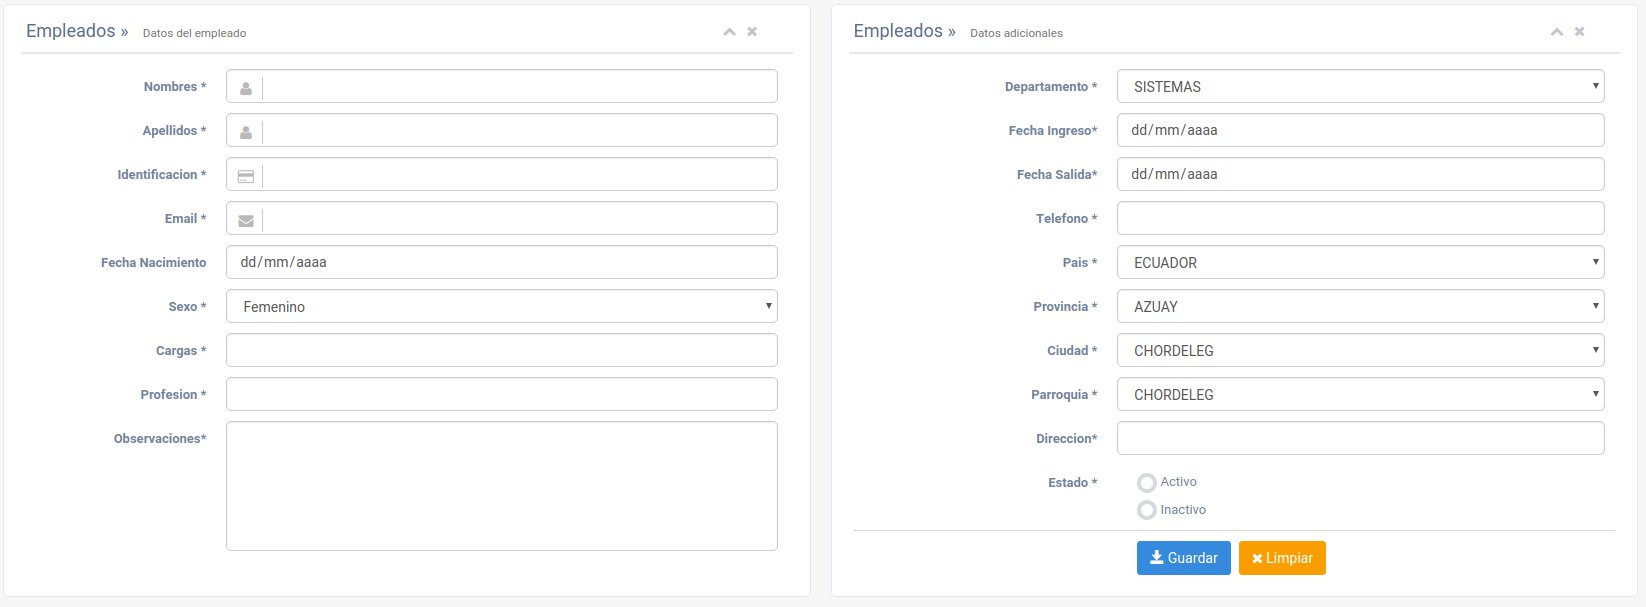 Empleados » Datos del empleado
Nombres *
Apellidos *
Identificacion *
Email *
Fecha Nacimiento dd/mm/aaaa
Sexo * Femenino
Cargas *
Profesion *
Observaciones*
Empleados » Datos adicionales
Departamento * SISTEMAS
Fecha Ingreso* dd/mm/aaaa
Fecha Salida* dd/mm/aaaa
Telefono *
Pais * ECUADOR
Provincia * AZUAY
Ciudad * CHORDELEG
Parroquia * CHORDELEG
Direccion*
Estado * Activo
Inactivo
Guardar Limpiar